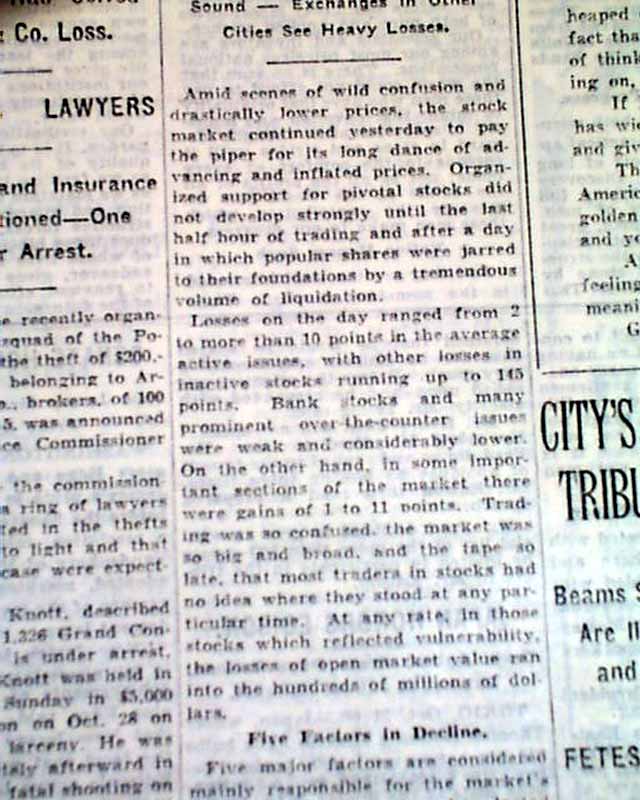 Co. Loss.
LAWYERS
and Insurance
tioned—One
r Arrest.
e recently organ-
squad of the Po-
the theft of $200,-
belonging to Ar-
brokers, of 100
5, was announced
ice Commissioner
the commission-
a ring of lawyers
ted in the thefts
to light and that
case were expect-
Knott, described
1,326 Grand Con-
is under arrest.
Knott was held in
Sunday in $5,000
on on Oct. 28 on
larceny. He was
tely afterward in
fatal shooting on
Sound — Exchanges in Other
Cities See Heavy Losses.
Amid scenes of wild confusion and
drastically lower prices, the stock
market continued yesterday to pay
the piper for its long dance of ad-
vancing and inflated prices. Organ-
ized support for pivotal stocks did
not develop strongly until the last
half hour of trading and after a day
in which popular shares were jarred
to their foundations by a tremendous
volume of liquidation.
Losses on the day ranged from 2
to more than 10 points in the average
active issues, with other losses in
inactive stocks running up to 145
points. Bank stocks and many
prominent over-the-counter issues
were weak and considerably lower.
On the other hand, in some impor-
tant sections of the market there
were gains of 1 to 11 points. Trad-
ing was so confused, the market was
so big and broad, and the tape so
late, that most traders in stocks had
no idea where they stood at any par-
ticular time. At any rate, in those
stocks which reflected vulnerability,
the losses of open market value ran
into the hundreds of millions of dol-
lars.
Five Factors in Decline.
Five major factors are considered
mainly responsible for the market's
heaped
fact tha
of think
ing on,
If
has wi
and giv
Th
Americ
golden
and yo
A
feeling
meani
G
CITY'S
TRIBU
Beams S
Are Il
and
FETES